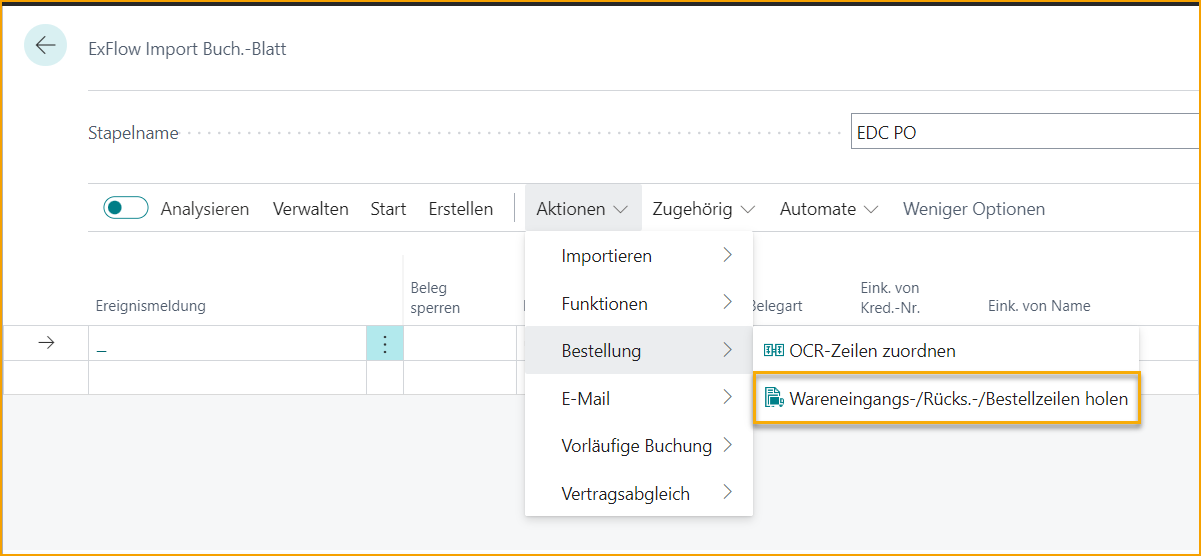 ExFlow Import Buch.-Blatt
Stapelname
EDC PO
Analysieren Verwalten Start Erstellen Aktionen Zugehörig Automate Weniger Optionen
Importieren
Funktionen
Bestellung
E-Mail
Vorläufige Buchung
Vertragsabgleich
OCR-Zeilen zuordnen
Wareneingangs-/Rücks.-/Bestellzeilen holen
Ereignismeldung
Beleg
sperren
Eink. von
Kred.-Nr.
Eink. von Name
_